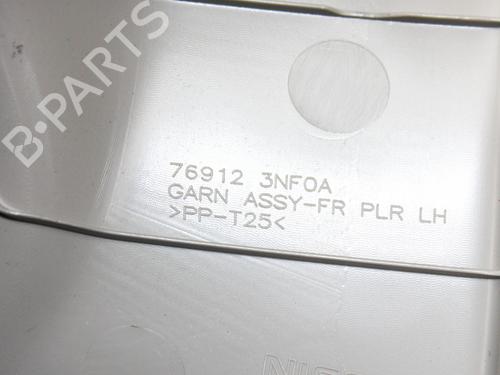 B-PARTS
76912 3NF0A
GARN ASSY-FR PLR LH
>PP-T25<